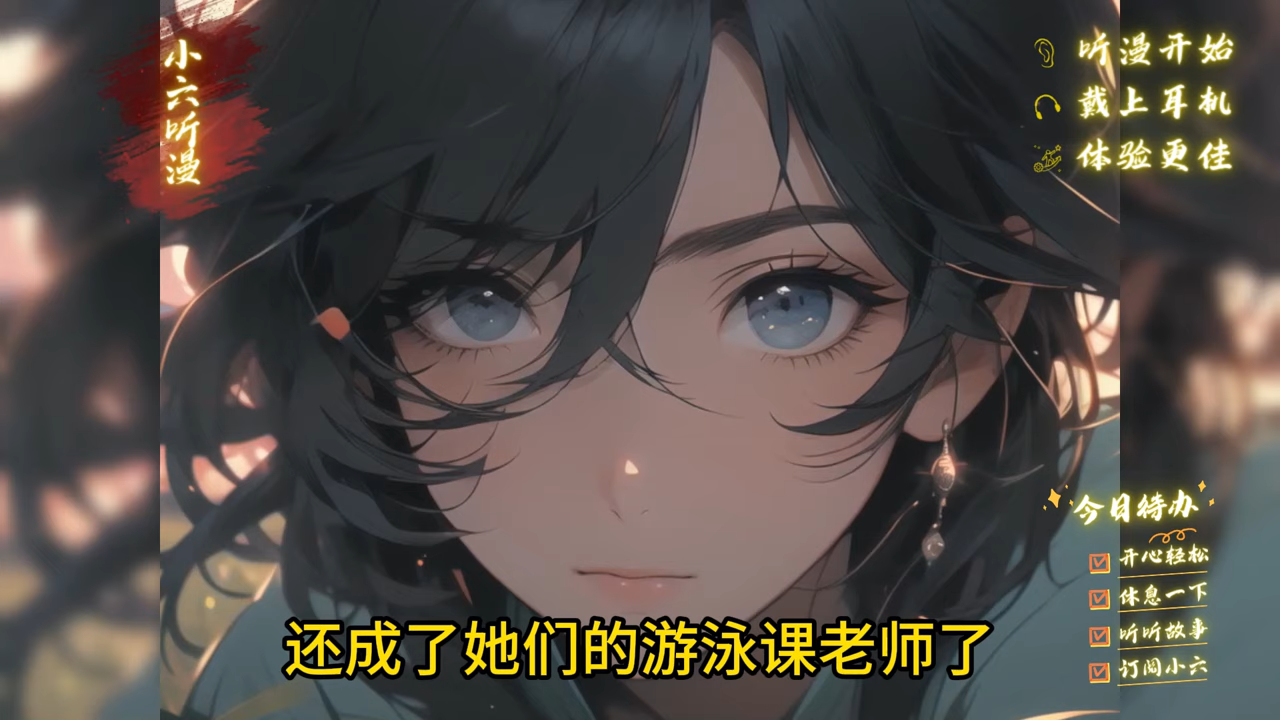 小六听漫
听漫开始
戴上耳机
体验更佳
今日待办
开心轻松
休息一下
听听故事
订阅小六
还成了她们的游泳课老师了